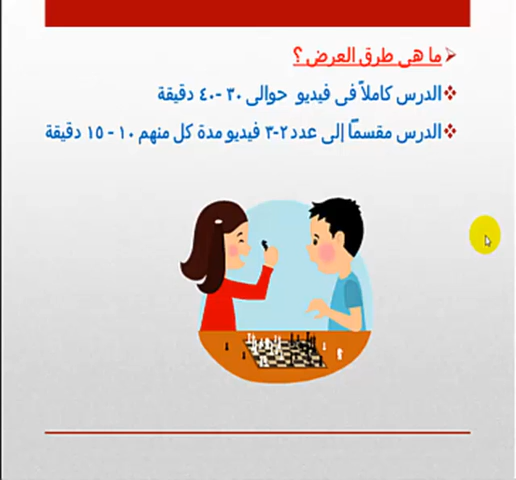 ما هى طرق العرض ؟
الدرس كاملاً فى فيديو حوالى ٣٠ -٤٠ دقيقة
الدرس مقسمًا إلى عدد ٢-٣ فيديو مدة كل منهم ١٠ - ١٥ دقيقة